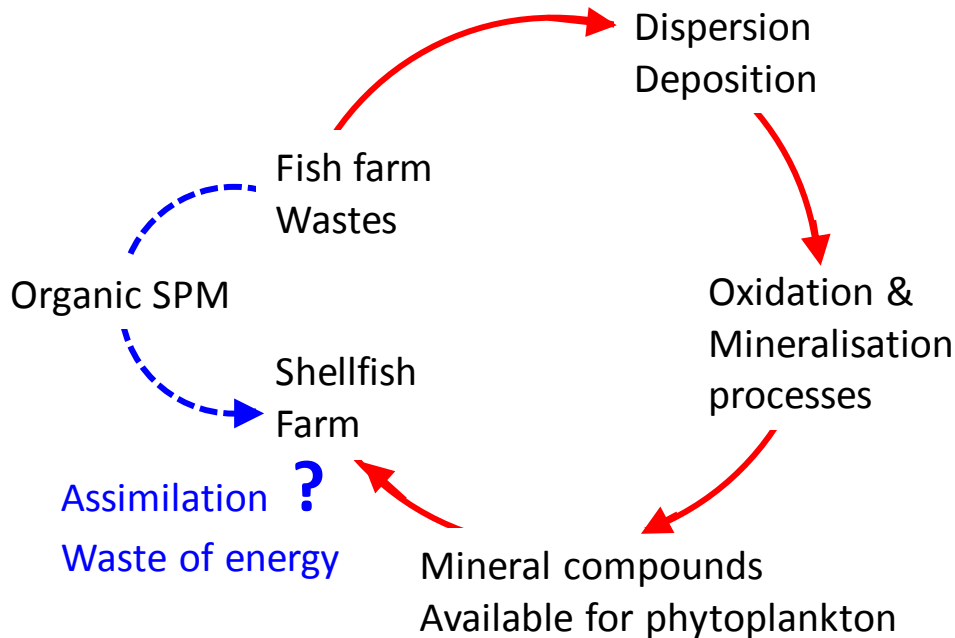 Dispersion
Deposition
Fish farm
Wastes
Organic SPM
Oxidation &
Mineralisation
processes
Shellfish
Farm
Assimilation ?
Waste of energy
Mineral compounds
Available for phytoplankton